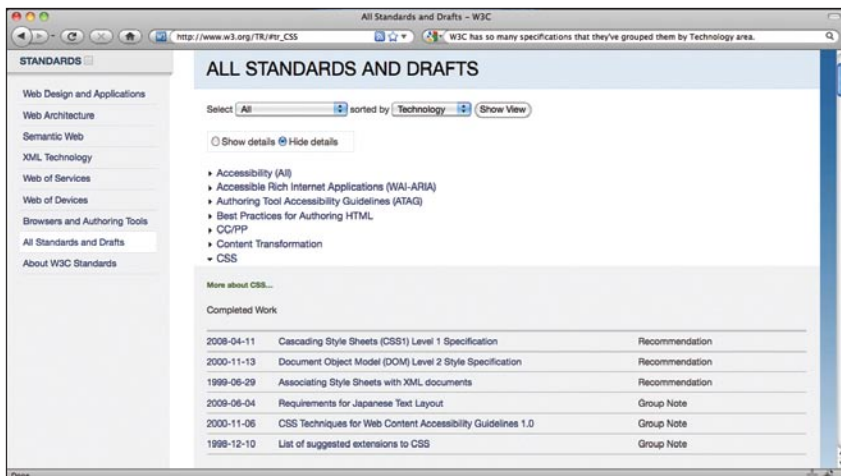 All Standards and Drafts – W3C
http://www.w3.org/TR/#tr_CSS
W3C has so many specifications that they've grouped them by Technology area.
STANDARDS
Web Design and Applications
Web Architecture
Semantic Web
XML Technology
Web of Services
Web of Devices
Browsers and Authoring Tools
All Standards and Drafts
About W3C Standards
ALL STANDARDS AND DRAFTS
Select All sorted by Technology Show View
Show details Hide details
Accessibility (All)
Accessible Rich Internet Applications (WAI-ARIA)
Authoring Tool Accessibility Guidelines (ATAG)
Best Practices for Authoring HTML
CC/PP
Content Transformation
CSS
More about CSS...
Completed Work
2008-04-11 Cascading Style Sheets (CSS1) Level 1 Specification Recommendation
2000-11-13 Document Object Model (DOM) Level 2 Style Specification Recommendation
1999-06-29 Associating Style Sheets with XML documents Recommendation
2009-06-04 Requirements for Japanese Text Layout Group Note
2000-11-06 CSS Techniques for Web Content Accessibility Guidelines 1.0 Group Note
1998-12-10 List of suggested extensions to CSS Group Note
Done